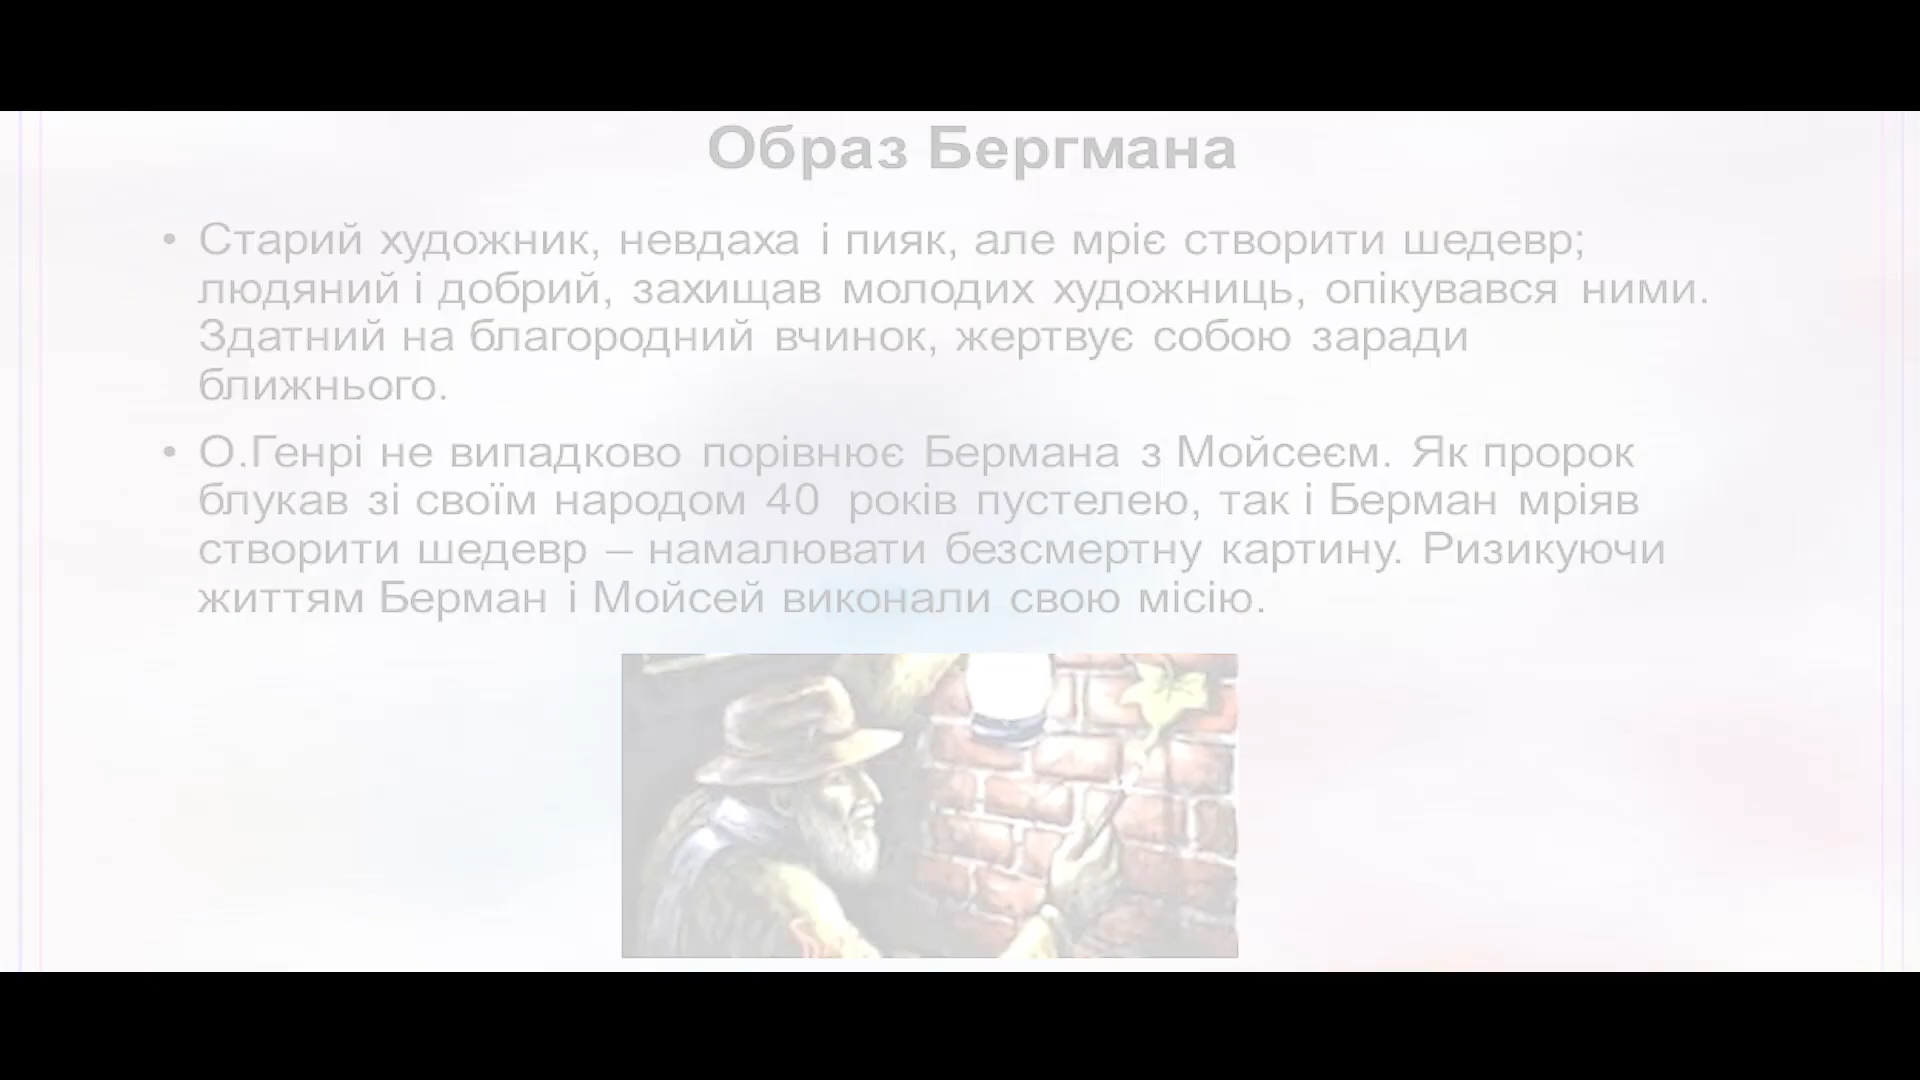 Образ Бергмана
• Старий художник, невдаха і пияк, але мріє створити шедевр;
людяний і добрий, захищав молодих художниць, опікувався ними.
Здатний на благородний вчинок, жертвує собою заради
ближнього.
• О.Генрі не випадково порівнює Бермана з Мойсеєм. Як пророк
блукав зі своїм народом 40 років пустелею, так і Берман мріяв
створити шедевр – намалювати безсмертну картину. Ризикуючи
життям Берман і Мойсей виконали свою місію.